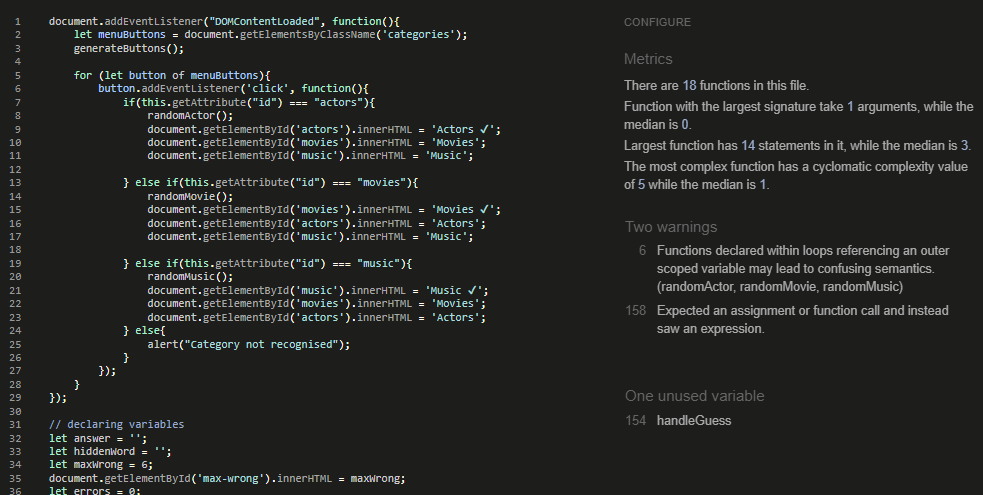 1 document.addEventListener("DOMContentLoaded", function(){
2 let menuButtons = document.getElementsByClassName('categories');
3 generateButtons();
4
5 for (let button of menuButtons){
6 button.addEventListener('click', function(){
7 if(this.getAttribute("id") === "actors"){
8 randomActor();
9 document.getElementById('actors').innerHTML = 'Actors ✓';
10 document.getElementById('movies').innerHTML = 'Movies';
11 document.getElementById('music').innerHTML = 'Music';
12
13 } else if(this.getAttribute("id") === "movies"){
14 randomMovie();
15 document.getElementById('movies').innerHTML = 'Movies ✓';
16 document.getElementById('actors').innerHTML = 'Actors';
17 document.getElementById('music').innerHTML = 'Music';
18
19 } else if(this.getAttribute("id") === "music"){
20 randomMusic();
21 document.getElementById('music').innerHTML = 'Music ✓';
22 document.getElementById('movies').innerHTML = 'Movies';
23 document.getElementById('actors').innerHTML = 'Actors';
24 } else{
25 alert("Category not recognised");
26 }
27 });
28 }
29 });
30
31 // declaring variables
32 let answer = '';
33 let hiddenWord = '';
34 let maxWrong = 6;
35 document.getElementById('max-wrong').innerHTML = maxWrong;
36 let errors = 0;
CONFIGURE
Metrics
There are 18 functions in this file.
Function with the largest signature take 1 arguments, while the
median is 0.
Largest function has 14 statements in it, while the median is 3.
The most complex function has a cyclomatic complexity value
of 5 while the median is 1.
Two warnings
6 Functions declared within loops referencing an outer
scoped variable may lead to confusing semantics.
(randomActor, randomMovie, randomMusic)
158 Expected an assignment or function call and instead
saw an expression.
One unused variable
154 handleGuess